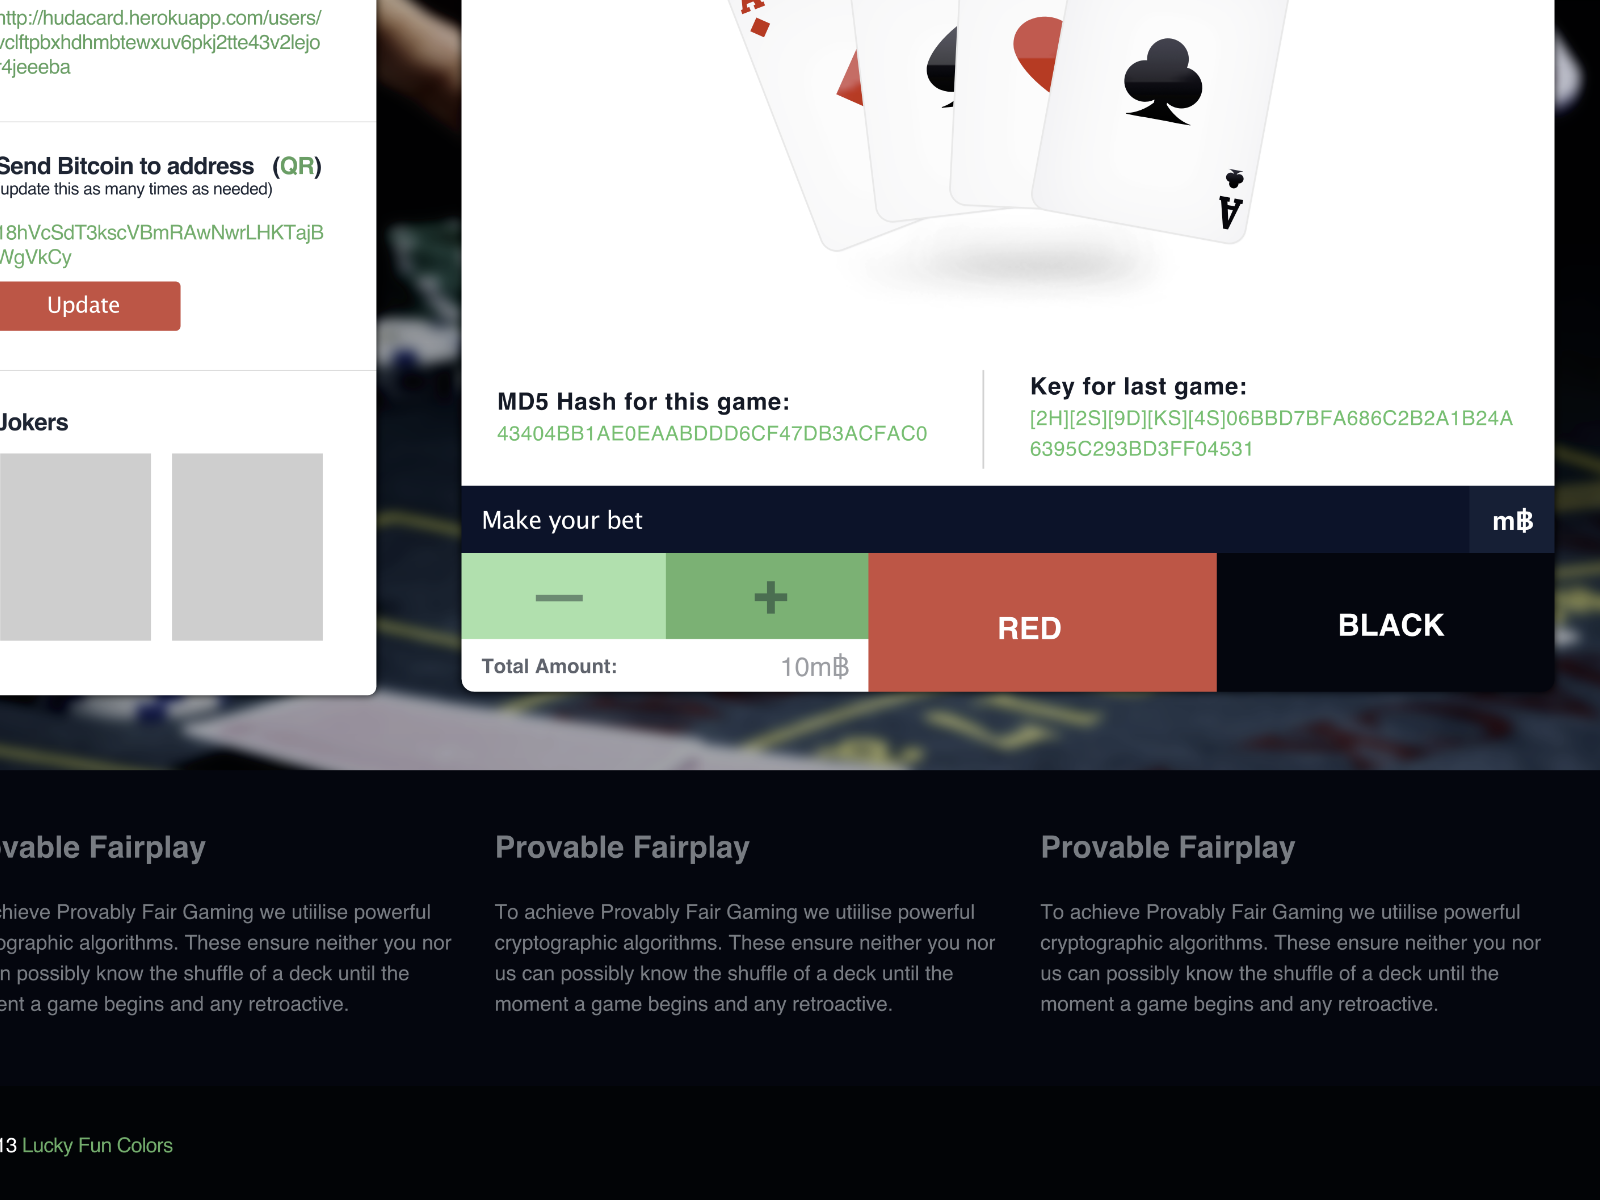 http://hudacard.herokuapp.com/users/
vclftpbxhdhmbtewxuv6pkj2tte43v2lejo
r4jeeeba
Send Bitcoin to address (QR)
update this as many times as needed)
18hVcSdT3kscVBmRAwNwrLHKTajB
WgVkCy
Update
Jokers
A
A
MD5 Hash for this game:
43404BB1AE0EAABDDD6CF47DB3ACFAC0
Key for last game:
[2H][2S][9D][KS][4S]06BBD7BFA686C2B2A1B24A
6395C293BD3FF04531
Make your bet
m฿
− +
RED
BLACK
Total Amount: 10m฿
vable Fairplay
chieve Provably Fair Gaming we utiilise powerful
ographic algorithms. These ensure neither you nor
n possibly know the shuffle of a deck until the
ent a game begins and any retroactive.
Provable Fairplay
To achieve Provably Fair Gaming we utiilise powerful
cryptographic algorithms. These ensure neither you nor
us can possibly know the shuffle of a deck until the
moment a game begins and any retroactive.
Provable Fairplay
To achieve Provably Fair Gaming we utiilise powerful
cryptographic algorithms. These ensure neither you nor
us can possibly know the shuffle of a deck until the
moment a game begins and any retroactive.
13 Lucky Fun Colors